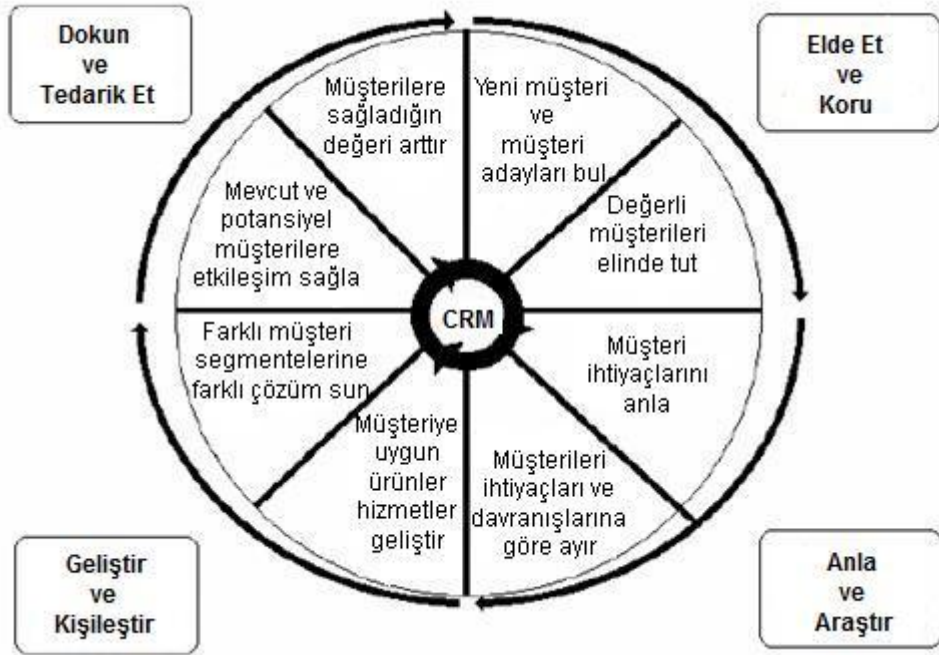 Dokun
ve
Tedarik Et
Elde Et
ve
Koru
Müşterilere
sağladığın
değeri arttır
Yeni müşteri
ve
müşteri
adayları bul
Değerli
müşterileri
elinde tut
Müşteri
ihtiyaçlarını
anla
Müşterileri
ihtiyaçları ve
davranışlarına
göre ayır
Müşteriye
uygun
ürünler
hizmetler
geliştir
Farklı müşteri
segmentelerine
farklı çözüm sun
Mevcut ve
potansiyel
müşterilere
etkileşim sağla
CRM
Geliştir
ve
Kişileştir
Anla
ve
Araştır